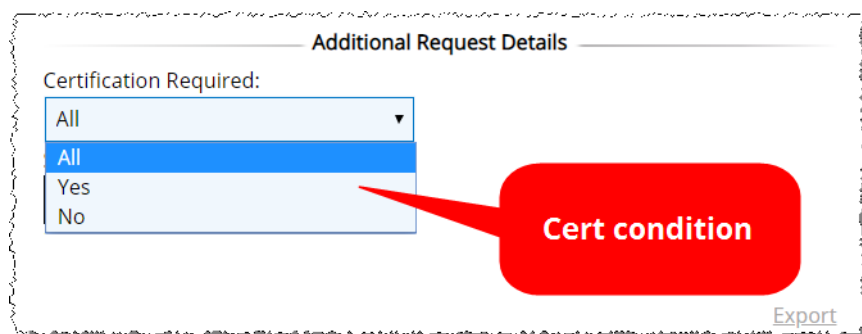 Additional Request Details
Certification Required:
All
All
Yes
No
Cert condition
Export